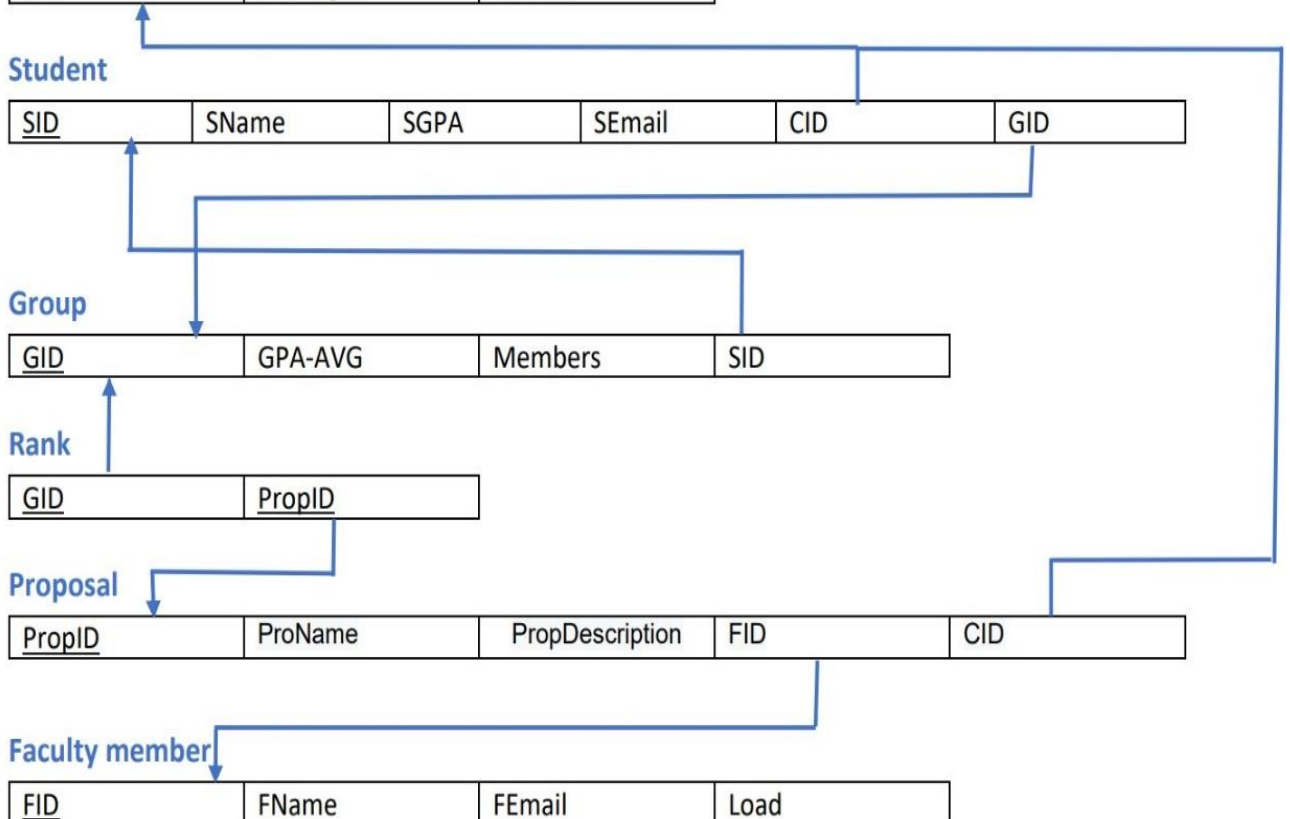 Student
SID SName SGPA SEmail CID GID
Group
GID GPA-AVG Members SID
Rank
GID PropID
Proposal
PropID ProName PropDescription FID CID
Faculty member
FID FName FEmail Load